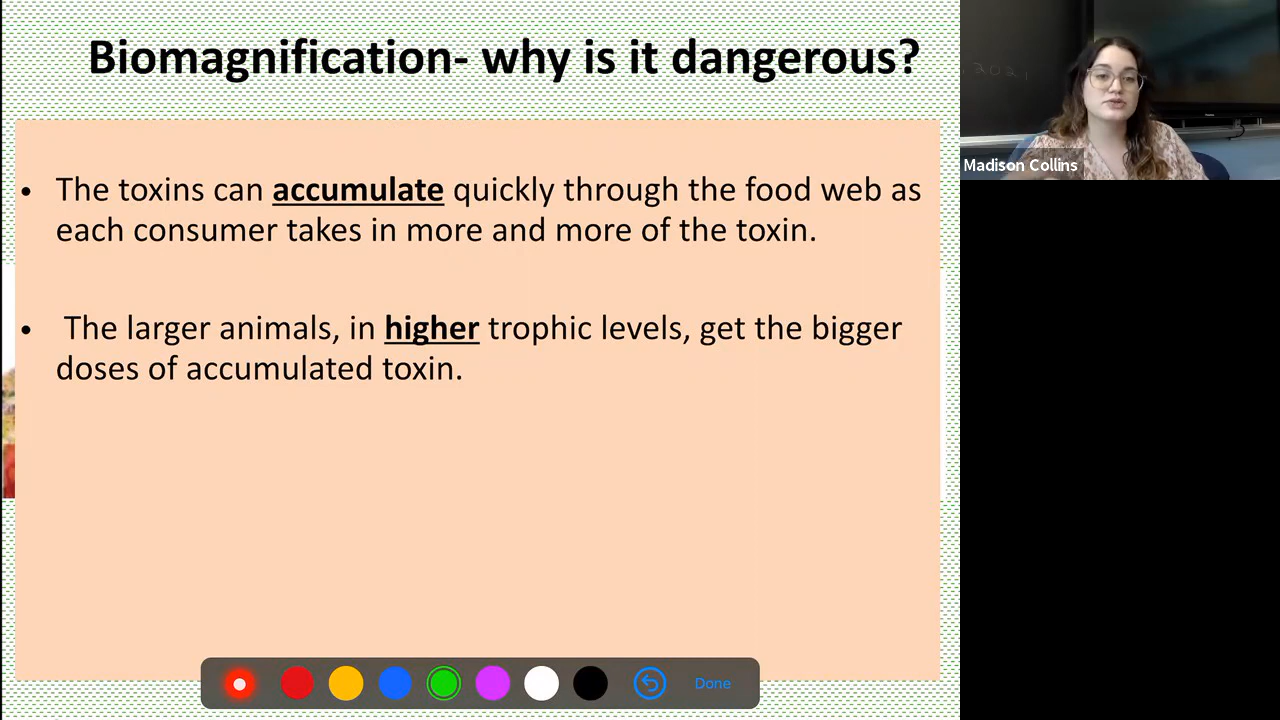 Biomagnification- why is it dangerous?
• The toxins can accumulate quickly through the food web as
each consumer takes in more and more of the toxin.
• The larger animals, in higher trophic levels, get the bigger
doses of accumulated toxin.
Done
Madison Collins